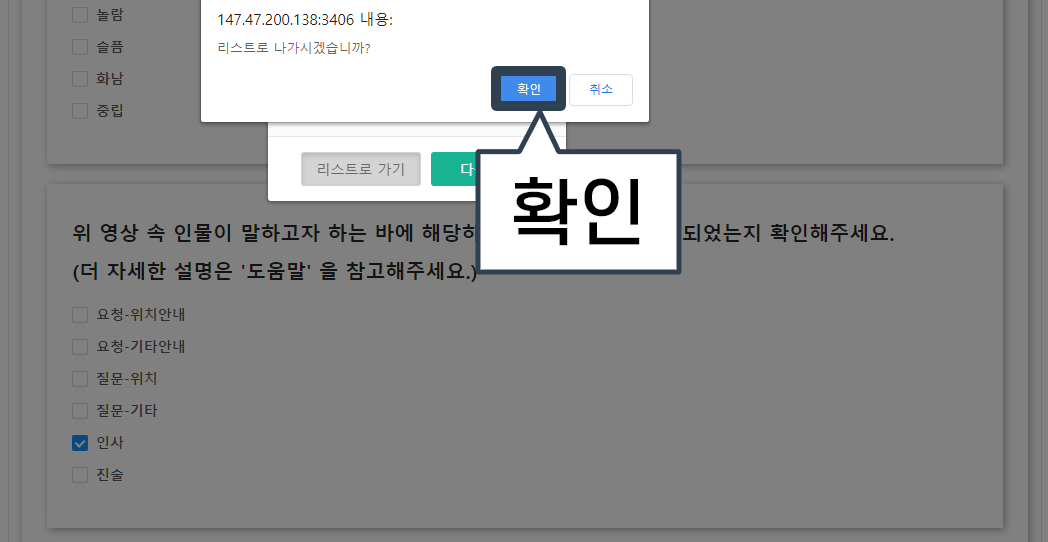 놀람
슬픔
화남
중립
147.47.200.138:3406 내용:
리스트로 나가시겠습니까?
확인
취소
리스트로 가기
다
확인
위 영상 속 인물이 말하고자 하는 바에 해당하 되었는지 확인해주세요.
(더 자세한 설명은 '도움말' 을 참고해주세요.)
요청-위치안내
요청-기타안내
질문-위치
질문-기타
인사
진술